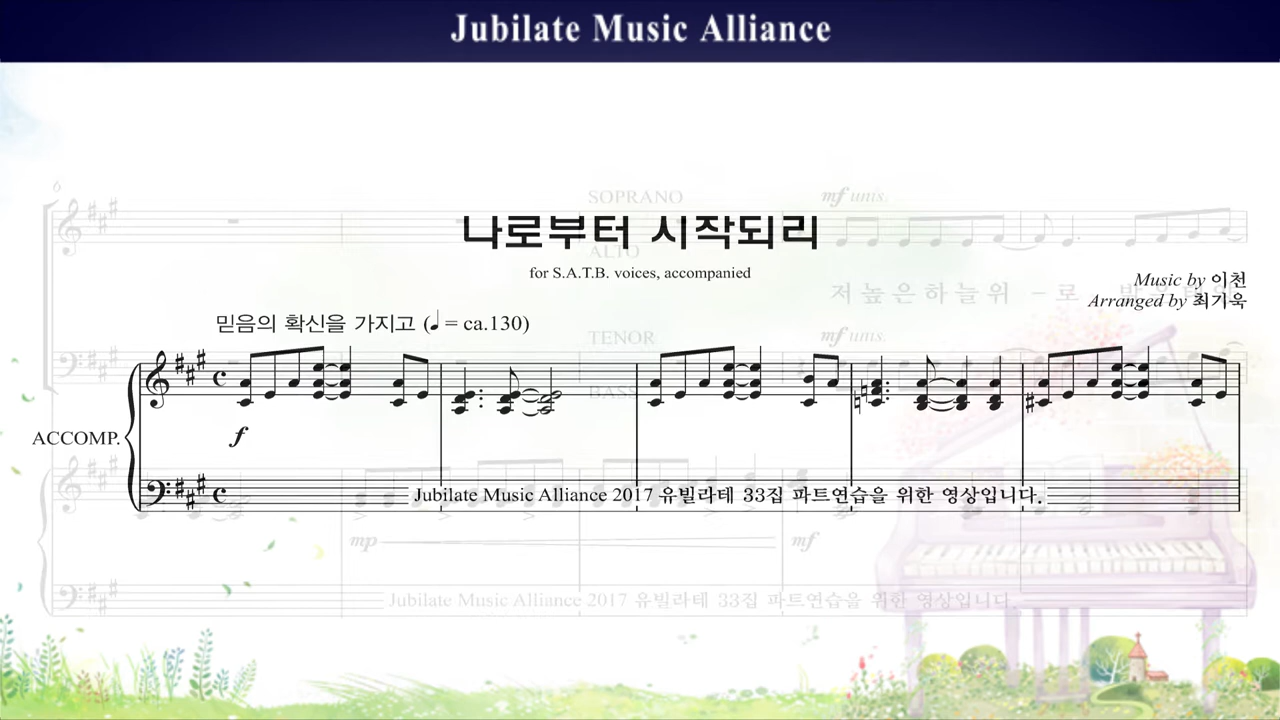 Jubilate Music Alliance
6
SOPRANO
mf unis.
나로부터 시작되리
ALTO
for S.A.T.B. voices, accompanied
Music by 이천
저 높 은 하 늘 위 - 로
Arranged by 최기욱
믿음의 확신을 가지고 (♩ = ca.130)
TENOR
mf unis.
BASS
f
ACCOMP.
Jubilate Music Alliance 2017 유빌라테 33집 파트연습을 위한 영상입니다.
mp
mf
Jubilate Music Alliance 2017 유빌라테 33집 파트연습을 위한 영상입니다.